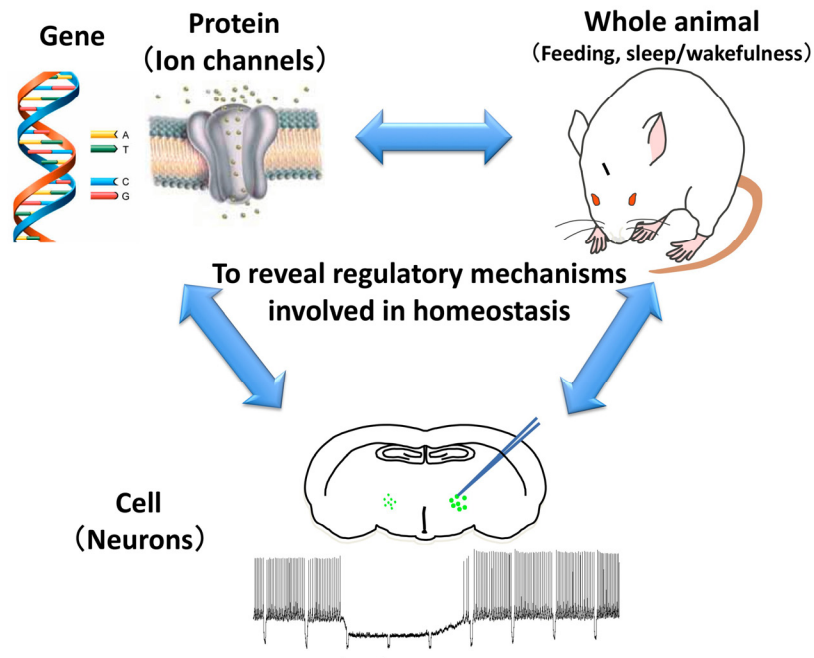 Gene
Protein
（Ion channels）
Whole animal
（Feeding, sleep/wakefulness）
A
T
C
G
To reveal regulatory mechanisms
involved in homeostasis
Cell
（Neurons）